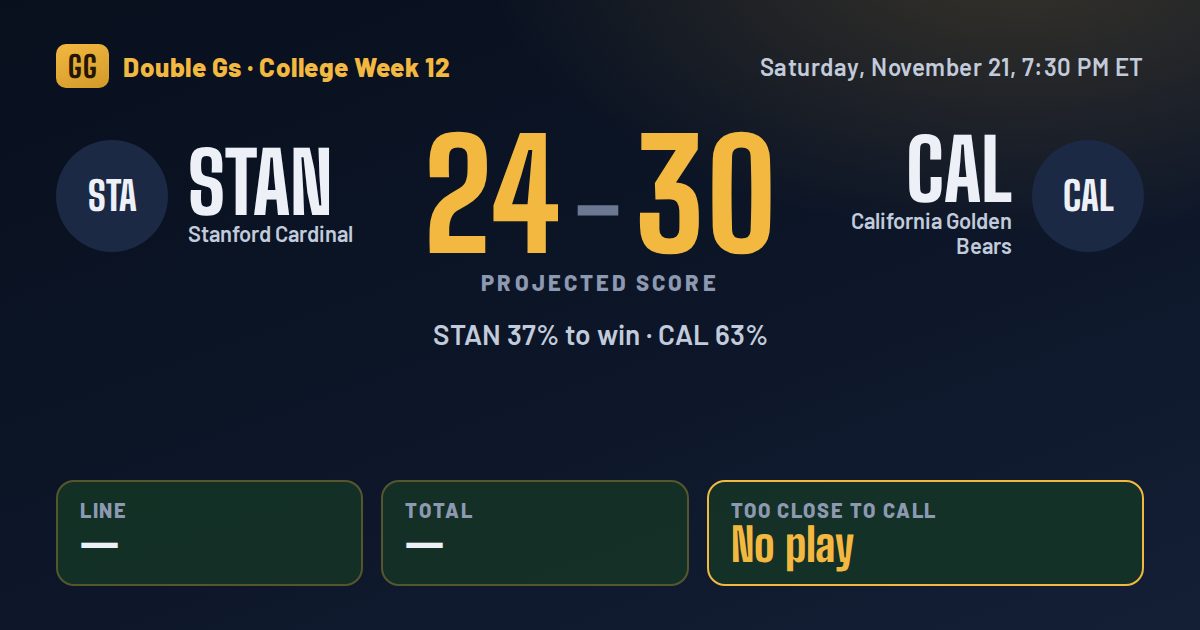 GG
Double Gs · College Week 12
Saturday, November 21, 7:30 PM ET
STA
STAN
Stanford Cardinal
24 – 30
PROJECTED SCORE
STAN 37% to win · CAL 63%
CAL
California Golden
Bears
CAL
LINE
—
TOTAL
—
TOO CLOSE TO CALL
No play